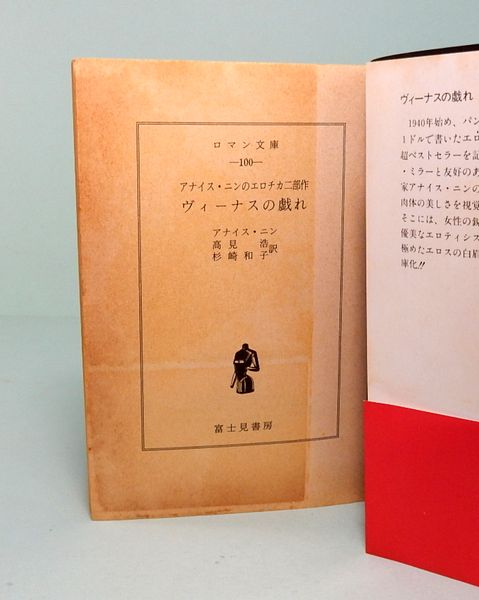 ロマン文庫
—100—
アナイス・ニンのエロチカ二部作
ヴィーナスの戯れ
アナイス・ニン
高見 浩
杉崎和子 訳
富士見書房
ヴィーナスの戯れ
1940年始め、パン
1ドルで書いたエロ
超ベストセラーを記
・ミラーと友好のあ
家アナイス・ニンの
肉体の美しさを視覚
そこには、女性の鋭
優美なエロティシズ
極めたエロスの白眉
庫化!!